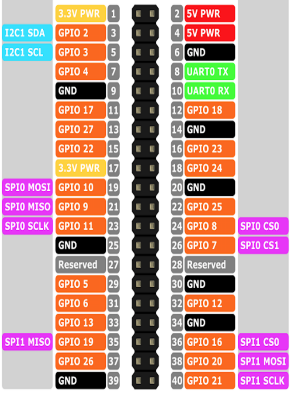 3.3V PWR 1 2 5V PWR
I2C1 SDA GPIO 2 3 4 5V PWR
I2C1 SCL GPIO 3 5 6 GND
GPIO 4 7 8 UART0 TX
GND 9 10 UART0 RX
GPIO 17 11 12 GPIO 18
GPIO 27 13 14 GND
GPIO 22 15 16 GPIO 23
3.3V PWR 17 18 GPIO 24
SPI0 MOSI GPIO 10 19 20 GND
SPI0 MISO GPIO 9 21 22 GPIO 25
SPI0 SCLK GPIO 11 23 24 GPIO 8 SPI0 CS0
GND 25 26 GPIO 7 SPI0 CS1
Reserved 27 28 Reserved
GPIO 5 29 30 GND
GPIO 6 31 32 GPIO 12
GPIO 13 33 34 GND
SPI1 MISO GPIO 19 35 36 GPIO 16 SPI1 CS0
GPIO 26 37 38 GPIO 20 SPI1 MOSI
GND 39 40 GPIO 21 SPI1 SCLK